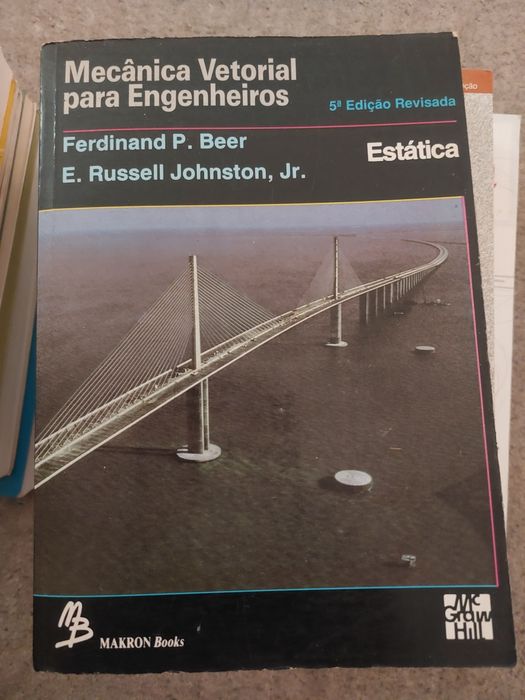 Mecânica Vetorial
para Engenheiros
5ª Edição Revisada
Ferdinand P. Beer
E. Russell Johnston, Jr.
Estática
MB
MAKRON Books
Mc
Graw
Hill